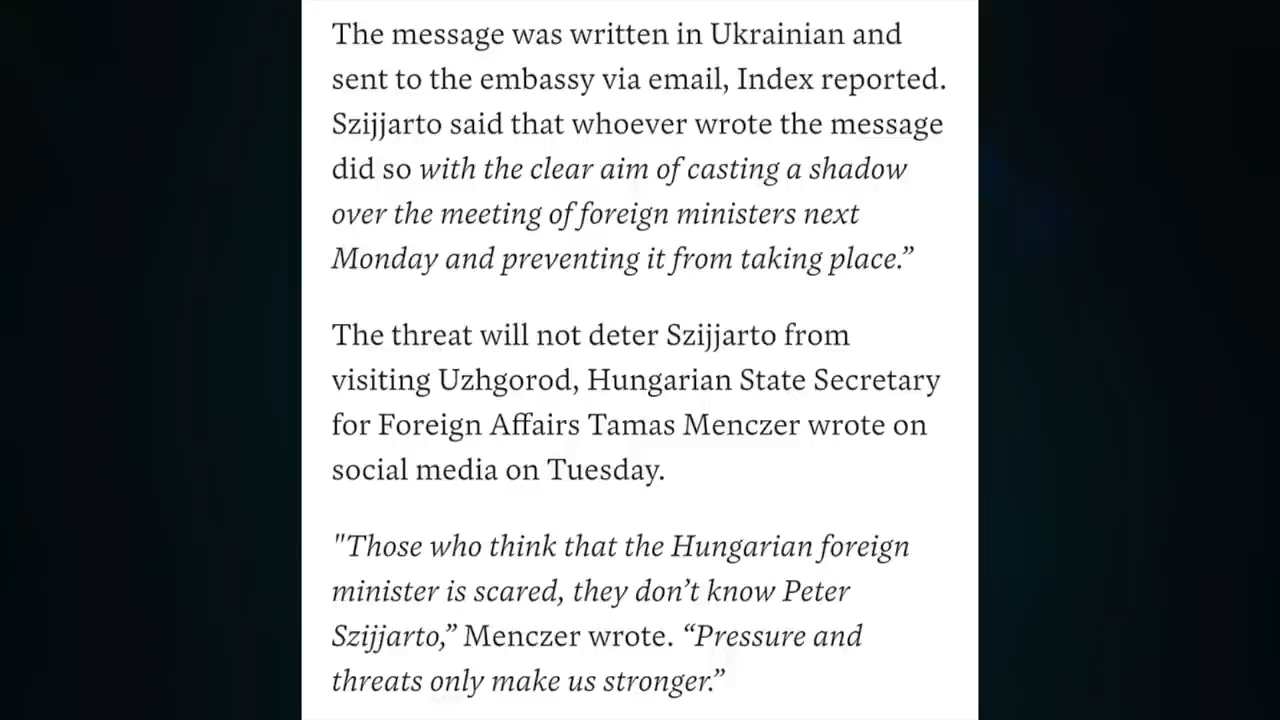 The message was written in Ukrainian and
sent to the embassy via email, Index reported.
Szijjarto said that whoever wrote the message
did so with the clear aim of casting a shadow
over the meeting of foreign ministers next
Monday and preventing it from taking place.”
The threat will not deter Szijjarto from
visiting Uzhgorod, Hungarian State Secretary
for Foreign Affairs Tamas Menczer wrote on
social media on Tuesday.
"Those who think that the Hungarian foreign
minister is scared, they don’t know Peter
Szijjarto,” Menczer wrote. “Pressure and
threats only make us stronger.”